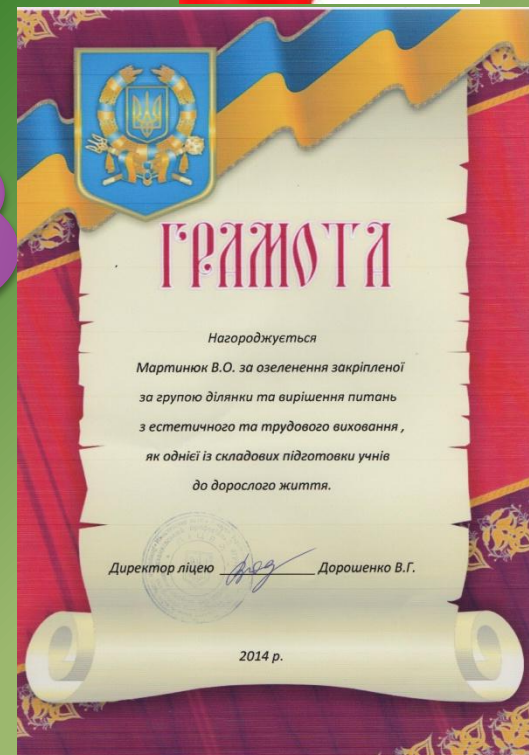 ГРАМОТА
Нагороджується
Мартинюк В.О. за озеленення закріпленої
за групою ділянки та вирішення питань
з естетичного та трудового виховання ,
як однієї із складових підготовки учнів
до дорослого життя.
Директор ліцею ______________ Дорошенко В.Г.
2014 р.